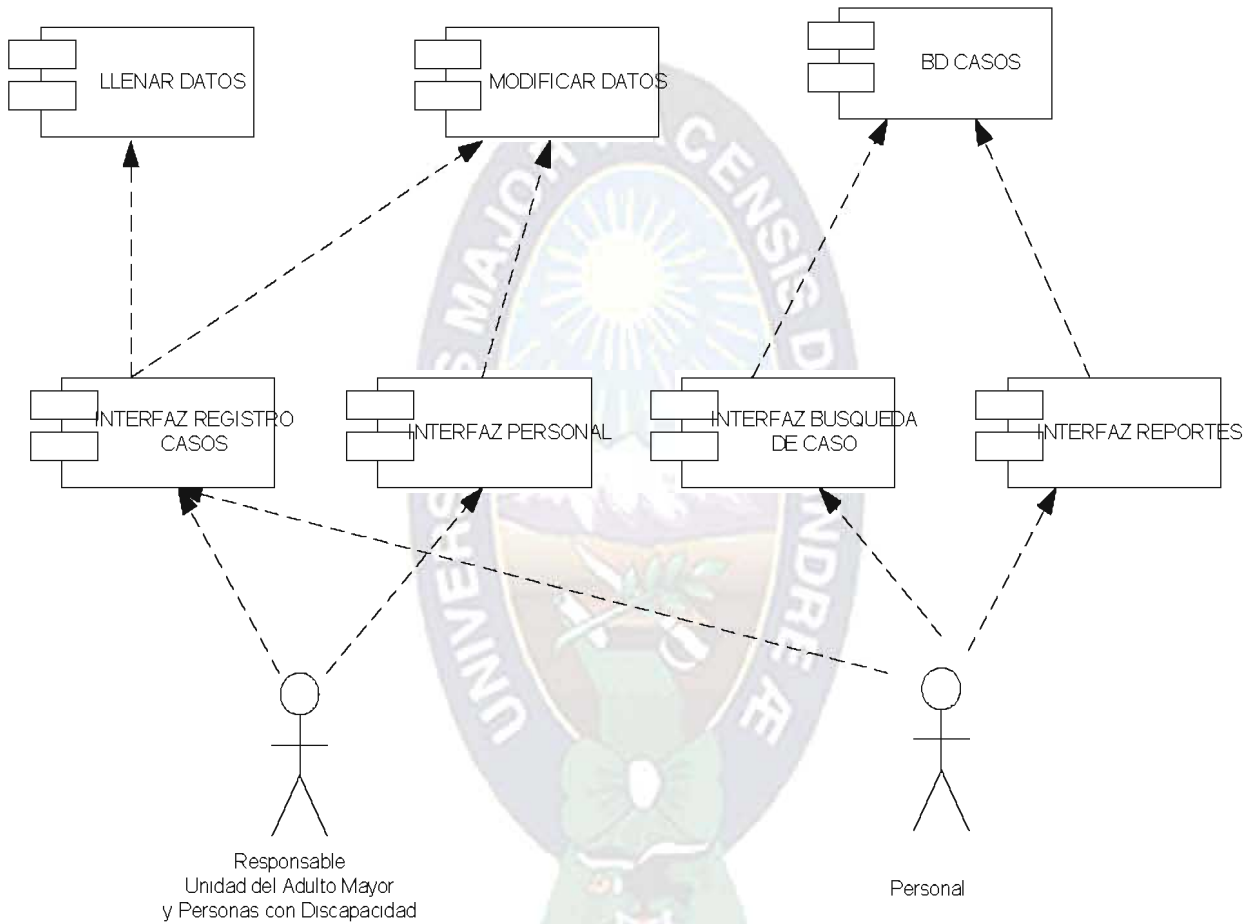 LLENAR DATOS
MODIFICAR DATOS
BD CASOS
INTERFAZ REGISTRO
CASOS
INTERFAZ PERSONAL
INTERFAZ BUSQUEDA
DE CASO
INTERFAZ REPORTES
Responsable
Unidad del Adulto Mayor
y Personas con Discapacidad
Personal